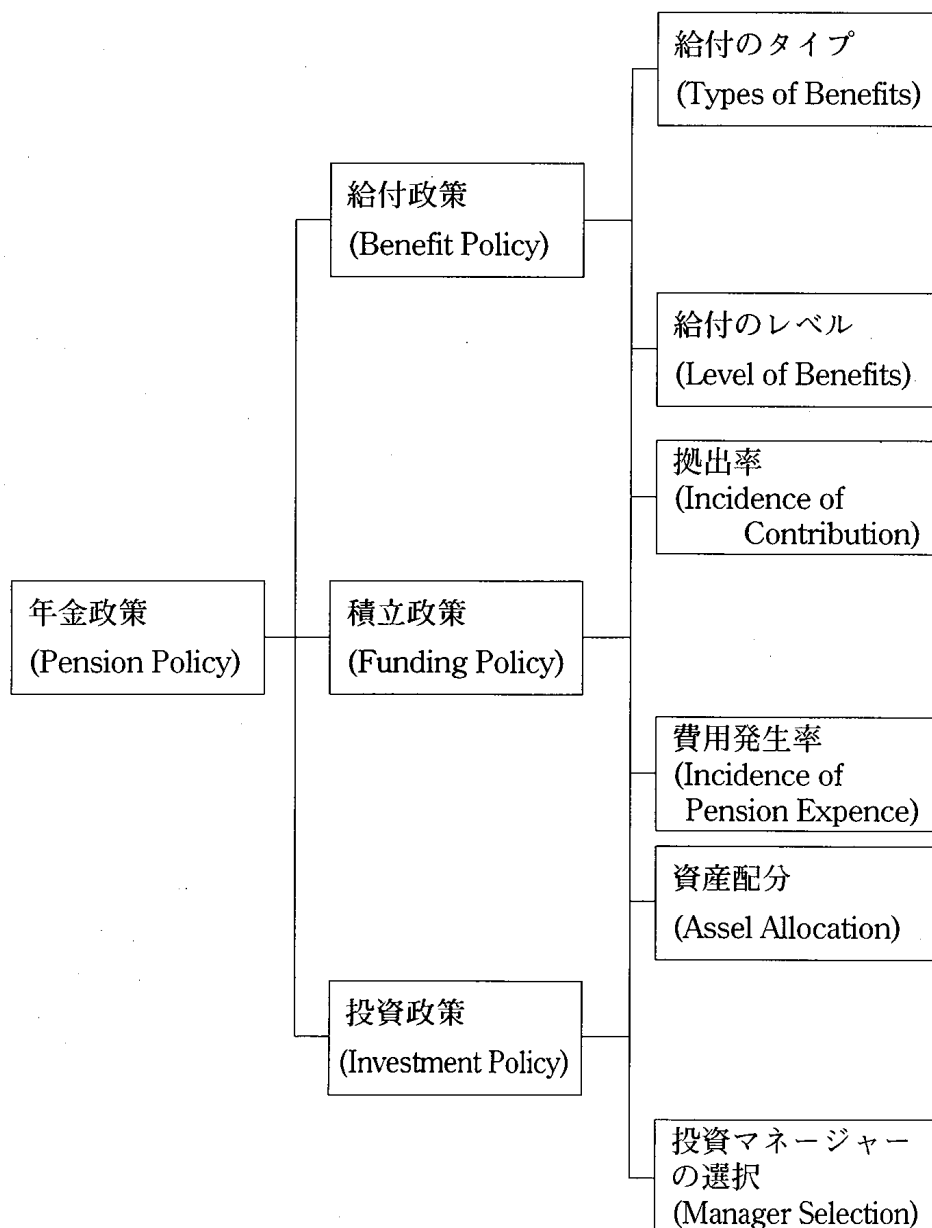 給付のタイプ
(Types of Benefits)
給付政策
(Benefit Policy)
給付のレベル
(Level of Benefits)
拠出率
(Incidence of
Contribution)
年金政策
(Pension Policy)
積立政策
(Funding Policy)
費用発生率
(Incidence of
Pension Expence)
資産配分
(Assel Allocation)
投資政策
(Investment Policy)
投資マネージャー
の選択
(Manager Selection)